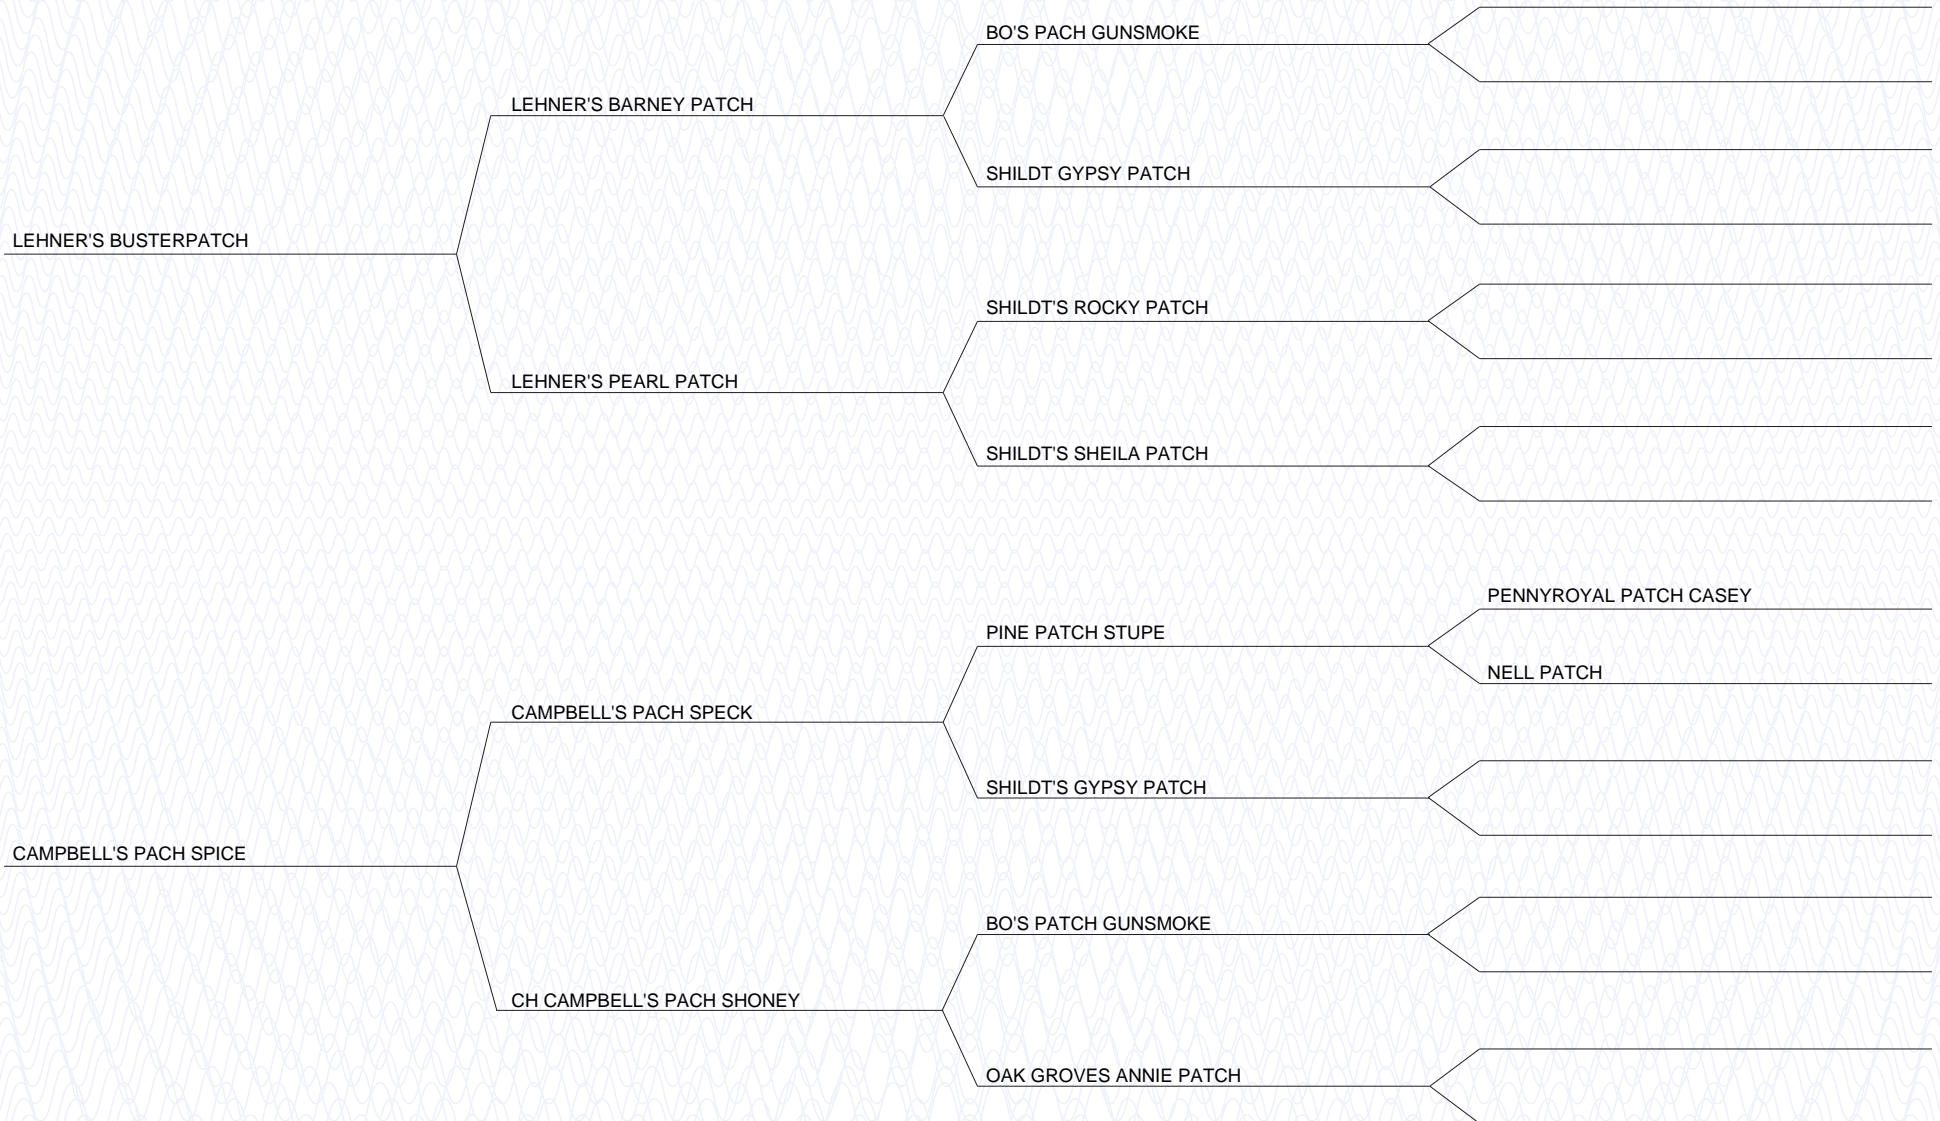 BO'S PACH GUNSMOKE
LEHNER'S BARNEY PATCH
SHILDT GYPSY PATCH
LEHNER'S BUSTERPATCH
SHILDT'S ROCKY PATCH
LEHNER'S PEARL PATCH
SHILDT'S SHEILA PATCH
PENNYROYAL PATCH CASEY
PINE PATCH STUPE
NELL PATCH
CAMPBELL'S PACH SPECK
SHILDT'S GYPSY PATCH
CAMPBELL'S PACH SPICE
BO'S PATCH GUNSMOKE
CH CAMPBELL'S PACH SHONEY
OAK GROVES ANNIE PATCH